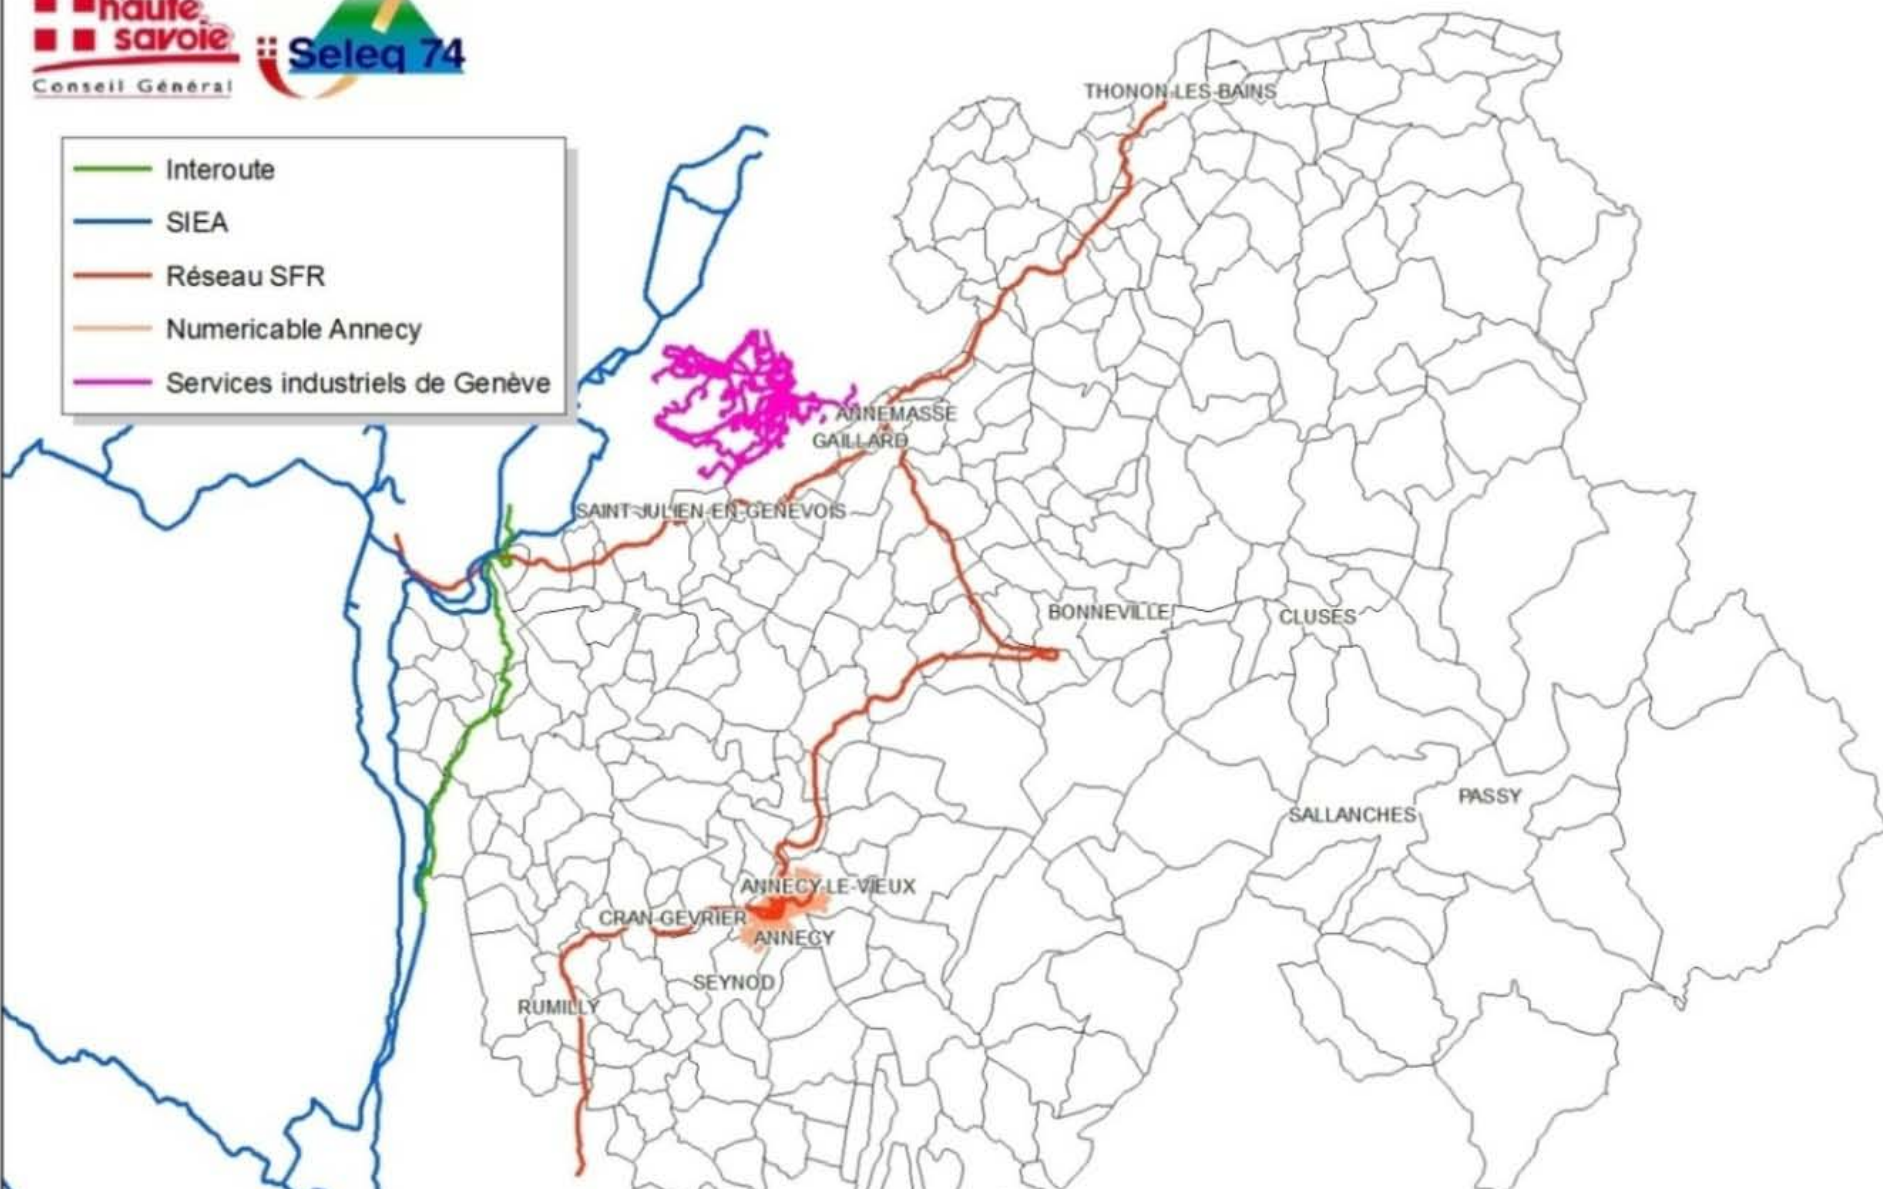 haute
savoie
Conseil Général
Seleq 74
Interoute
SIEA
Réseau SFR
Numericable Annecy
Services industriels de Genève
THONON-LES-BAINS
ANNEMASSE
GAILLARD
SAINT-JULIEN-EN-GENEVOIS
BONNEVILLE
CLUSES
PASSY
SALLANCHES
ANNECY-LE-VIEUX
CRAN-GEVRIER
ANNECY
SEYNOD
RUMILLY